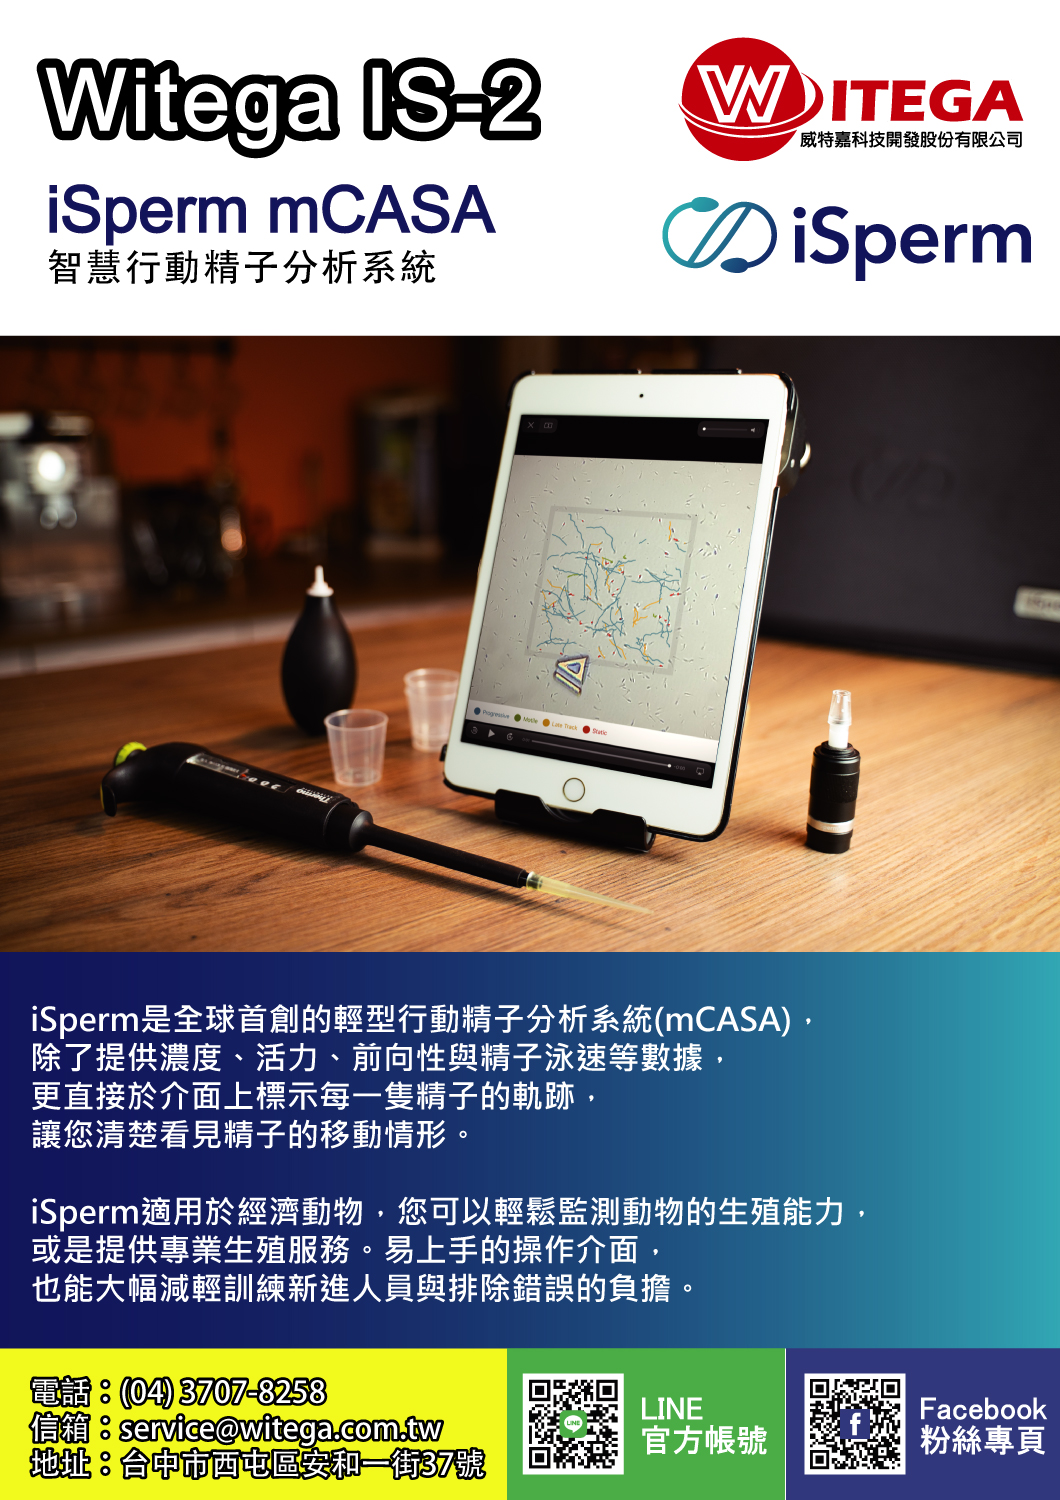 Witega IS-2
WITEGA
威特嘉科技開發股份有限公司
iSperm mCASA
智慧行動精子分析系統
iSperm
Progressive Motile Late Track Static
Thermo
iSperm是全球首創的輕型行動精子分析系統(mCASA)，
除了提供濃度、活力、前向性與精子泳速等數據，
更直接於介面上標示每一隻精子的軌跡，
讓您清楚看見精子的移動情形。
iSperm適用於經濟動物，您可以輕鬆監測動物的生殖能力，
或是提供專業生殖服務。易上手的操作介面，
也能大幅減輕訓練新進人員與排除錯誤的負擔。
電話：(04) 3707-8258
信箱：service@witega.com.tw
地址：台中市西屯區安和一街37號
LINE
LINE
官方帳號
f
Facebook
粉絲專頁